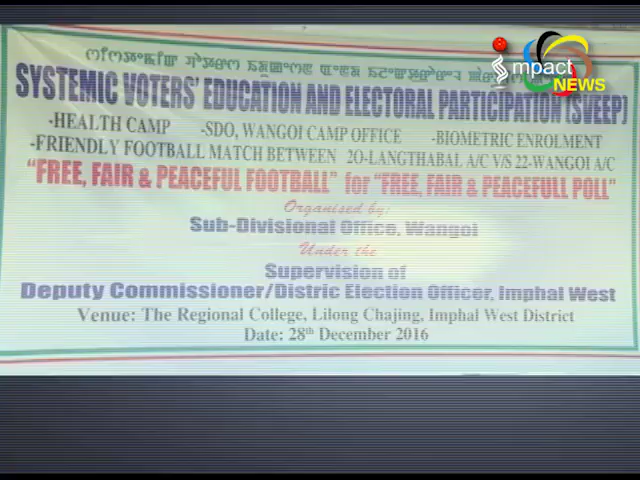 impact
NEWS
SYSTEMIC VOTERS' EDUCATION AND ELECTORAL PARTICIPATION (SVEEP)
-HEALTH CAMP -SDO, WANGOI CAMP OFFICE -BIOMETRIC ENROLMENT
-FRIENDLY FOOTBALL MATCH BETWEEN 20-LANGTHABAL A/C V/S 22-WANGOI A/C
"FREE, FAIR & PEACEFUL FOOTBALL" for "FREE, FAIR & PEACEFULL POLL"
Organised by:
Sub-Divisional Office, Wangoi
Under the
Supervision of
Deputy Commissioner/Distric Election Officer, Imphal West
Venue: The Regional College, Lilong Chajing, Imphal West District
Date: 28th December 2016